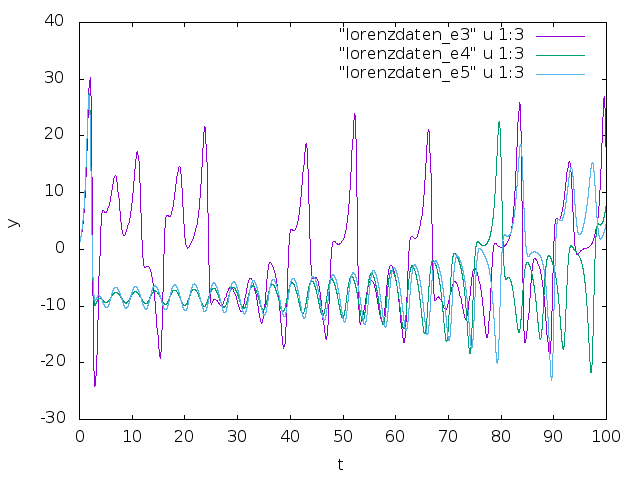 40
30
20
10
0
-10
-20
-30
y
"lorenzdaten_e3" u 1:3
"lorenzdaten_e4" u 1:3
"lorenzdaten_e5" u 1:3
0 10 20 30 40 50 60 70 80 90 100
t